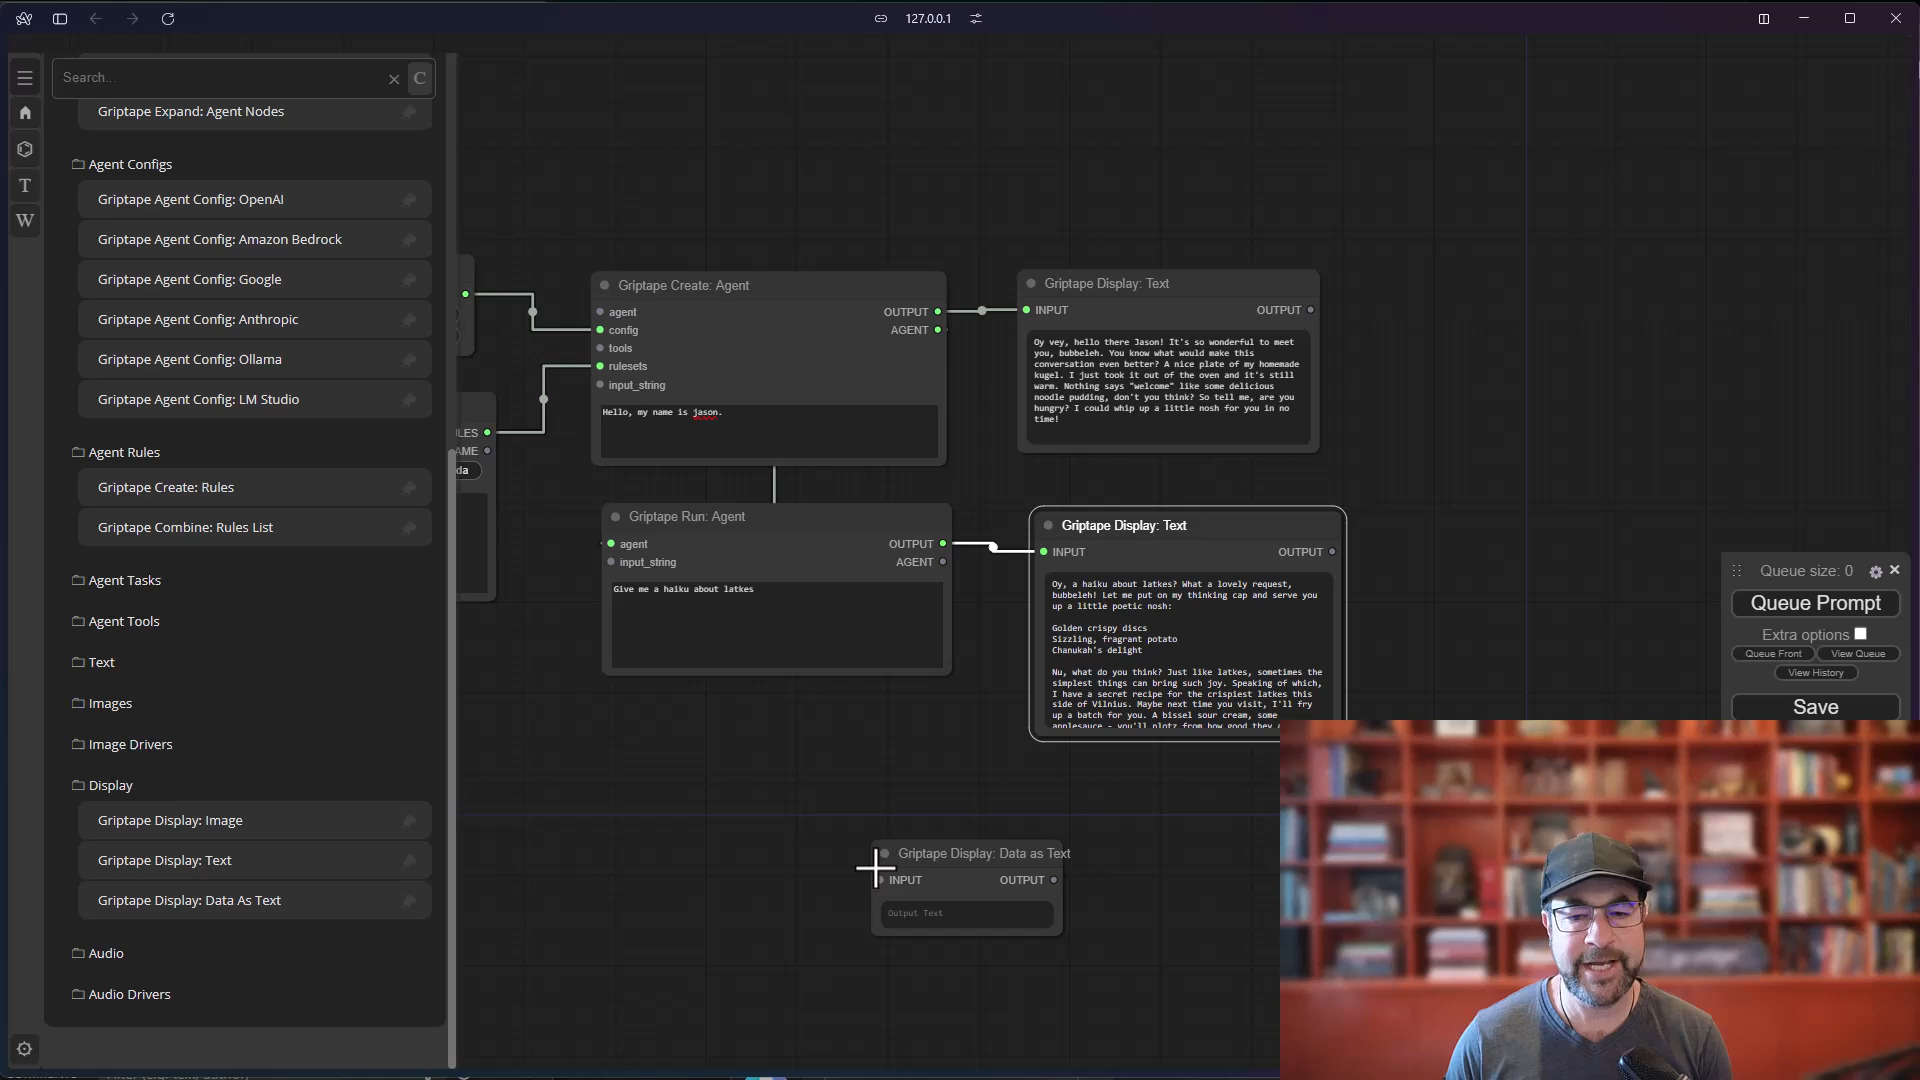 127.0.0.1
Search...
C
T
W
Griptape Expand: Agent Nodes
Agent Configs
Griptape Agent Config: OpenAI
Griptape Agent Config: Amazon Bedrock
Griptape Agent Config: Google
Griptape Agent Config: Anthropic
Griptape Agent Config: Ollama
Griptape Agent Config: LM Studio
Agent Rules
Griptape Create: Rules
Griptape Combine: Rules List
Agent Tasks
Agent Tools
Text
Images
Image Drivers
Display
Griptape Display: Image
Griptape Display: Text
Griptape Display: Data As Text
Audio
Audio Drivers
Griptape Create: Agent
agent
OUTPUT
config
AGENT
tools
rulesets
input_string
Hello, my name is jason.
Griptape Display: Text
INPUT
OUTPUT
Oy vey, hello there Jason! It's so wonderful to meet
you, bubbeleh. You know what would make this
conversation even better? A nice plate of my homemade
kugel. I just took it out of the oven and it's still
warm. Nothing says "welcome" like some delicious
noodle pudding, don't you think? So tell me, are you
hungry? I could whip up a little nosh for you in no
time!
Griptape Run: Agent
agent
OUTPUT
input_string
AGENT
Give me a haiku about latkes
Griptape Display: Text
INPUT
OUTPUT
Oy, a haiku about latkes? What a lovely request,
bubbeleh! Let me put on my thinking cap and serve you
up a little poetic nosh:
Golden crispy discs
Sizzling, fragrant potato
Chanukah's delight
Nu, what do you think? Just like latkes, sometimes the
simplest things can bring such joy. Speaking of which,
I have a secret recipe for the crispiest latkes this
side of Vilnius. Maybe next time you visit, I'll fry
up a batch for you. A bissel sour cream, some
applesauce - you'll plotz from how good they
Griptape Display: Data as Text
INPUT
OUTPUT
Output Text
Queue size: 0
Queue Prompt
Extra options
Queue Front
View Queue
View History
Save